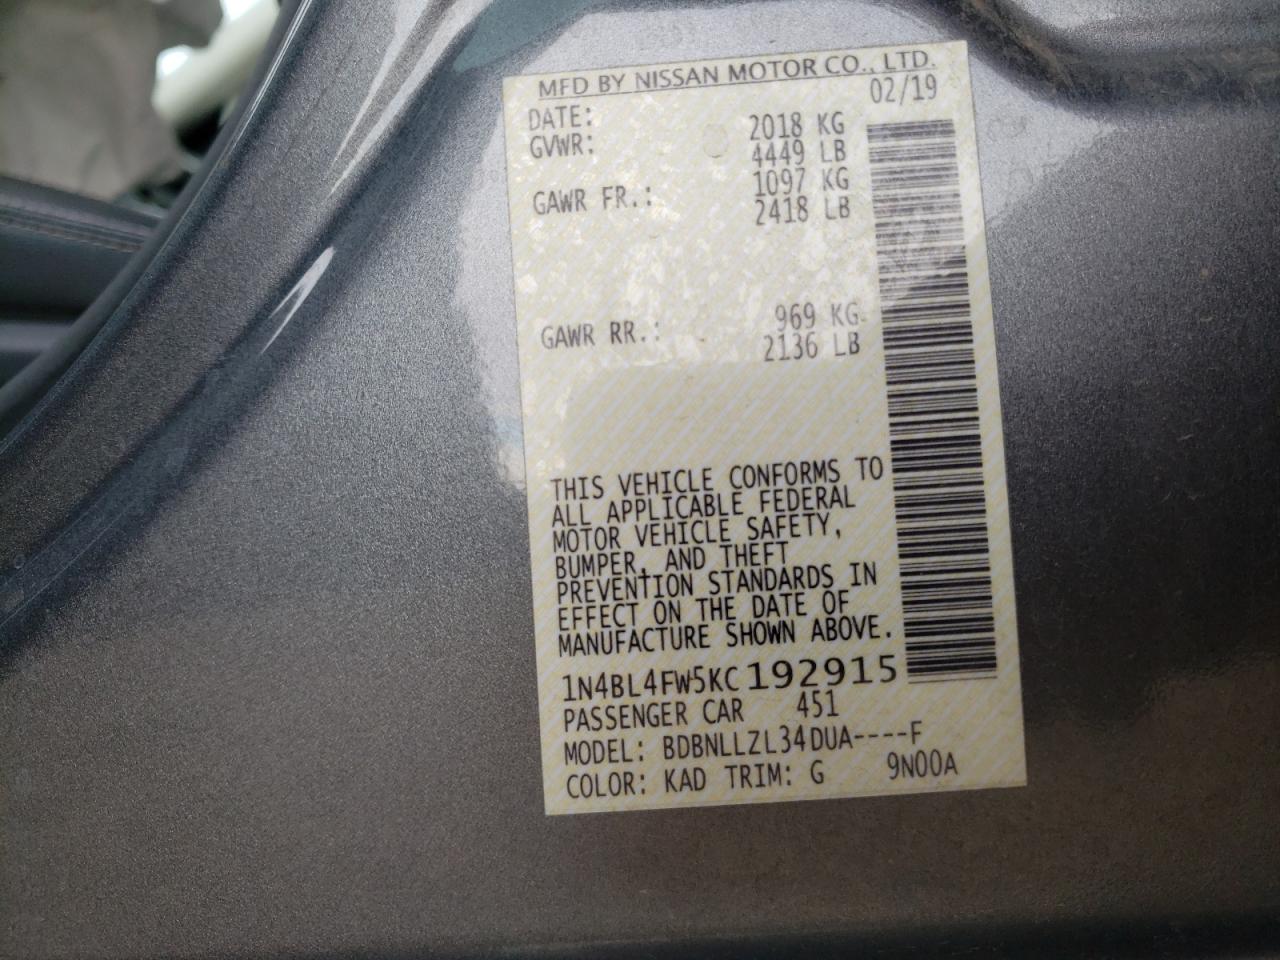 MFD BY NISSAN MOTOR CO., LTD.
DATE: 02/19
GVWR: 2018 KG
4449 LB
GAWR FR.: 1097 KG
2418 LB
GAWR RR.: 969 KG
2136 LB
THIS VEHICLE CONFORMS TO
ALL APPLICABLE FEDERAL
MOTOR VEHICLE SAFETY,
BUMPER, AND THEFT
PREVENTION STANDARDS IN
EFFECT ON THE DATE OF
MANUFACTURE SHOWN ABOVE.
1N4BL4FW5KC192915
PASSENGER CAR 451
MODEL: BDBNLLZL34DUA----F
COLOR: KAD TRIM: G 9N00A